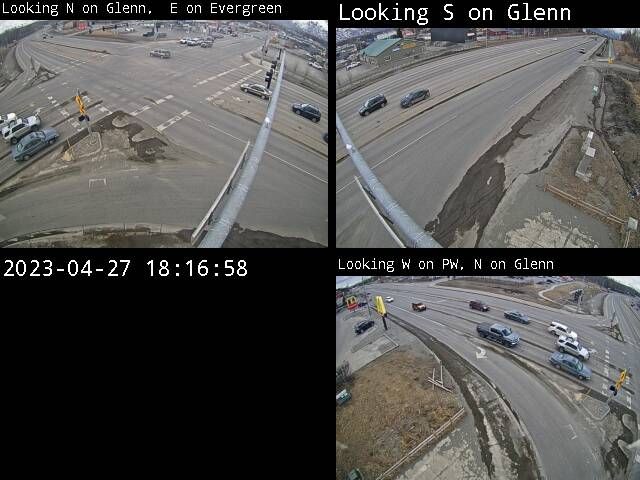 Looking N on Glenn, E on Evergreen
Looking S on Glenn
2023-04-27 18:16:58
Looking W on PW, N on Glenn